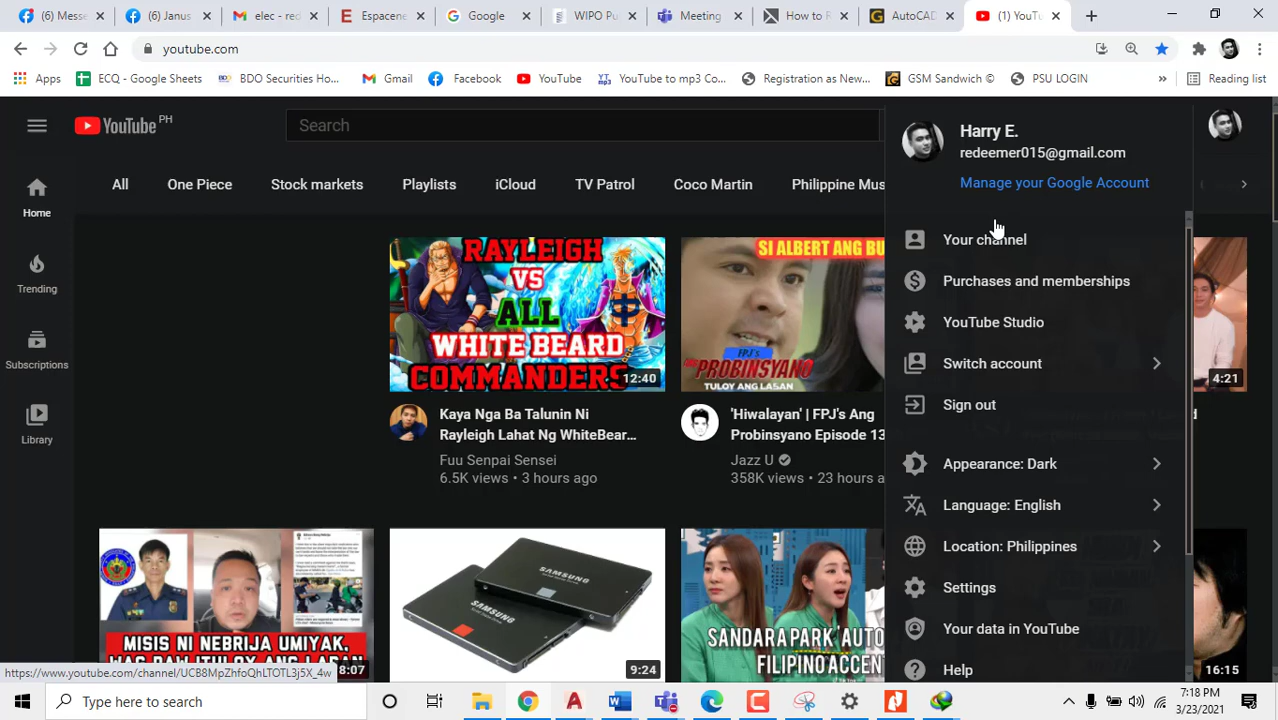 (6) Messe
(2) Janga
elec - red
Espacene
Google
WIPO Pu
Meeting
How to R
AutoCAD
(1) YouTu
youtube.com
Apps
ECQ - Google Sheets
BDO Securities Ho...
Gmail
Facebook
YouTube
YouTube to mp3 Co...
Registration as New...
GSM Sandwich ©
PSU LOGIN
»
Reading list
YouTube PH
Search
Harry E.
redeemer015@gmail.com
Manage your Google Account
All
One Piece
Stock markets
Playlists
iCloud
TV Patrol
Coco Martin
Philippine Mus
Home
Trending
Subscriptions
Library
Your channel
Purchases and memberships
YouTube Studio
Switch account
Sign out
Appearance: Dark
Language: English
Location: Philippines
Settings
Your data in YouTube
Help
RAYLEIGH
VS
ALL
WHITE BEARD
COMMANDERS
12:40
SI ALBERT ANG BU
FPJ's
PROBINSYANO
TULOY ANG LABAN
4:21
Kaya Nga Ba Talunin Ni
Rayleigh Lahat Ng WhiteBear...
Fuu Senpai Sensei
6.5K views • 3 hours ago
'Hiwalayan' | FPJ's Ang
Probinsyano Episode 13
Jazz U
358K views • 23 hours a
MISIS NI NEBRIJA UMIYAK,
8:07
SAMSUNG
SAMSUNG
9:24
SANDARA PARK, AUTO
FILIPINO ACCEN
16:15
https://www.youtube.com/channel/UCB8MpZhfoQeLTOTL3j5X_4w
Type here to search
7:18 PM
3/23/2021